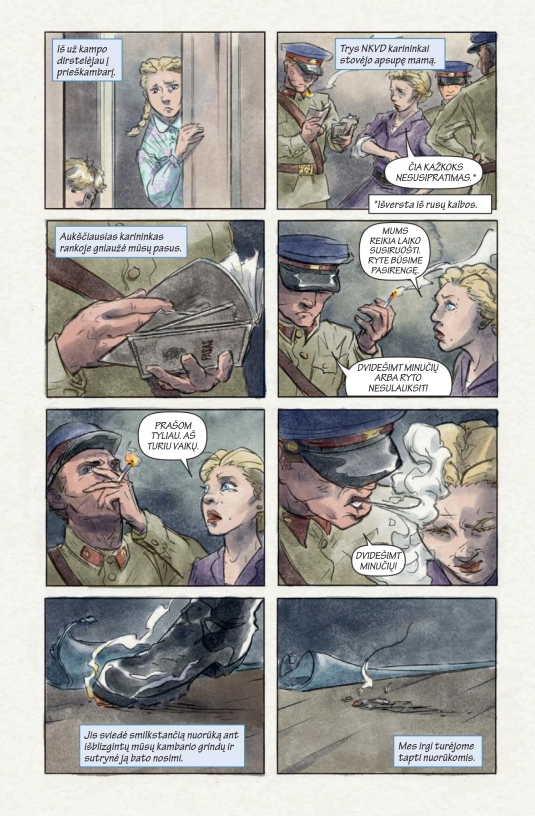 Iš už kampo
dirstelėjau į
prieškambarį.
Trys NKVD karininkai
stovėjo apsupę mamą.
ČIA KAŽKOKS
NESUSIPRATIMAS.*
*Išversta iš rusų kalbos.
Aukščiausias karininkas
rankoje gniaužė mūsų pasus.
PASAS
MUMS
REIKIA LAIKO
SUSIRUOŠTI.
RYTE BŪSIME
PASIRENGĘ.
DVIDEŠIMT MINUČIŲ
ARBA RYTO
NESULAUKSIT!
PRAŠOM
TYLIAU. AŠ
TURIU VAIKŲ.
DVIDEŠIMT
MINUČIŲ!
Jis sviedė smilkstančią nuorūką ant
išblizgintų mūsų kambario grindų ir
sutrynė ją bato nosimi.
Mes irgi turėjome
tapti nuorūkomis.